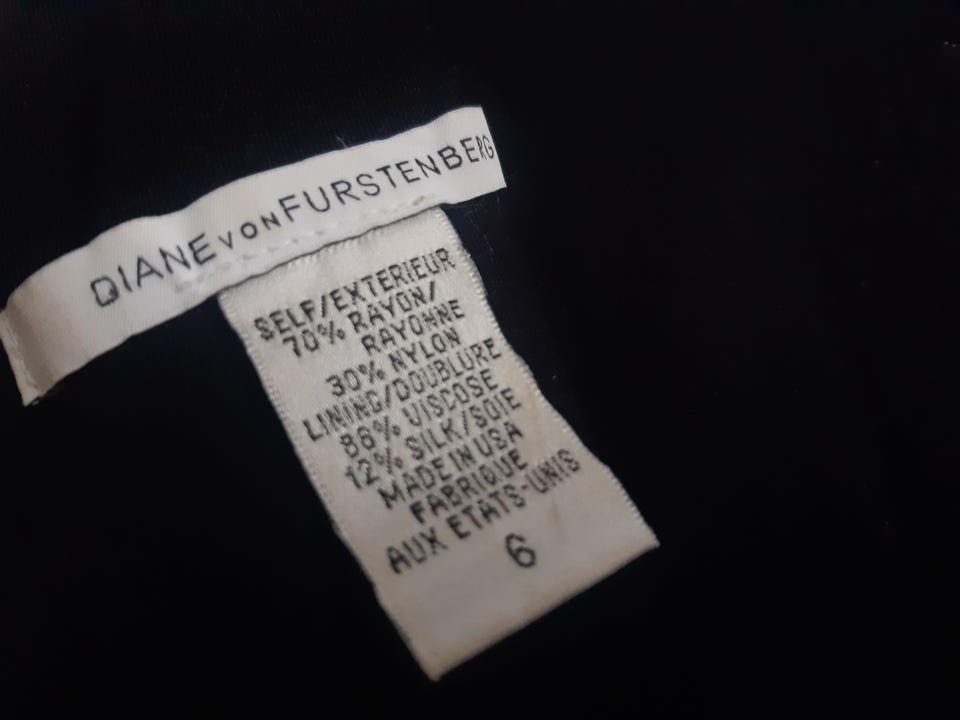 DIANE VON FURSTENBERG
SELF/EXTERIEUR
70% RAYON/
RAYONNE
30% NYLON
LINING/DOUBLURE
86% VISCOSE
12% SILK/SOIE
MADE IN USA
FABRIQUE
AUX ETATS-UNIS
6